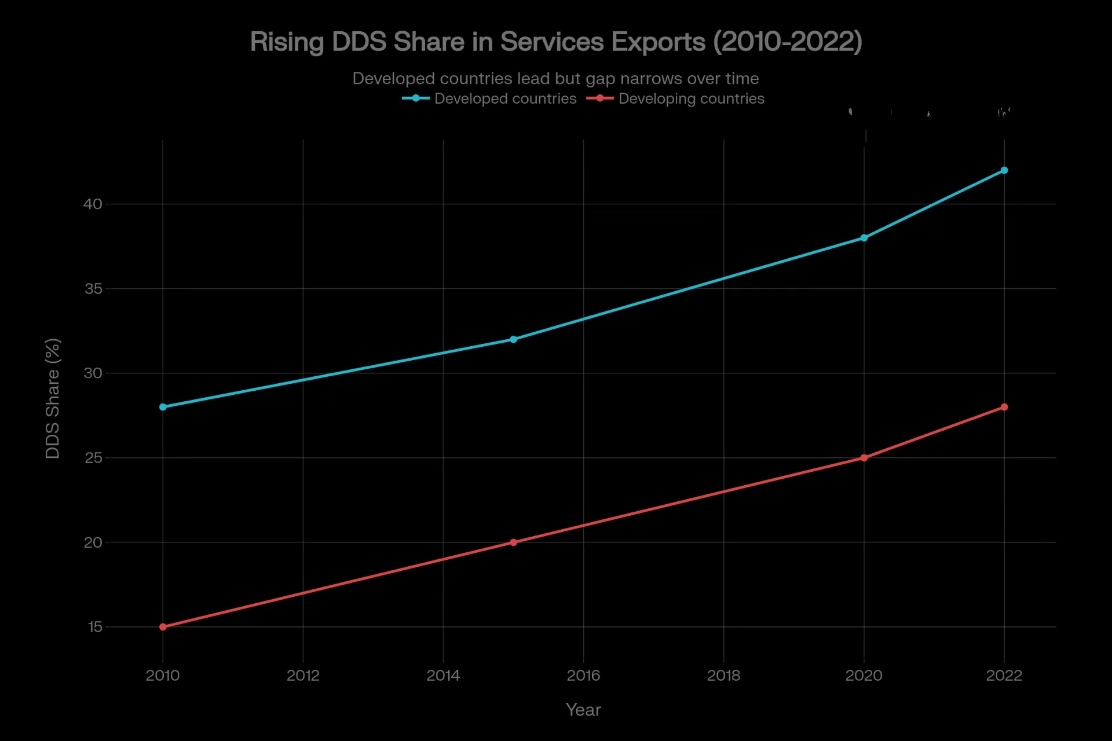 Rising DDS Share in Services Exports (2010-2022)
Developed countries lead but gap narrows over time
Developed countries Developing countries
40
35
30
25
20
15
DDS Share (%)
2010 2012 2014 2016 2018 2020 2022
Year